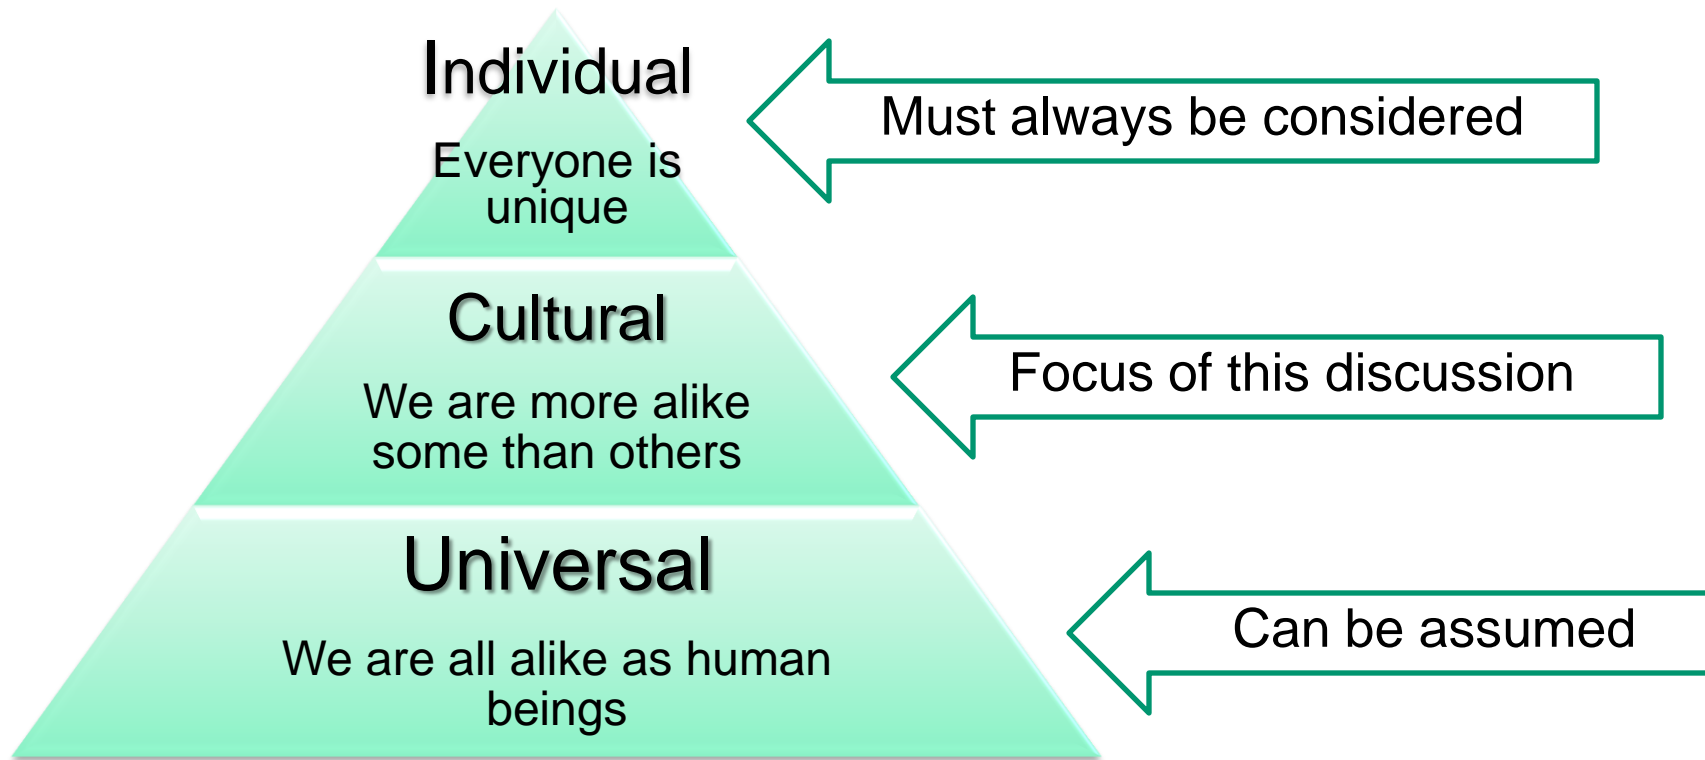 Individual
Everyone is
unique
Must always be considered
Cultural
We are more alike
some than others
Focus of this discussion
Universal
We are all alike as human
beings
Can be assumed